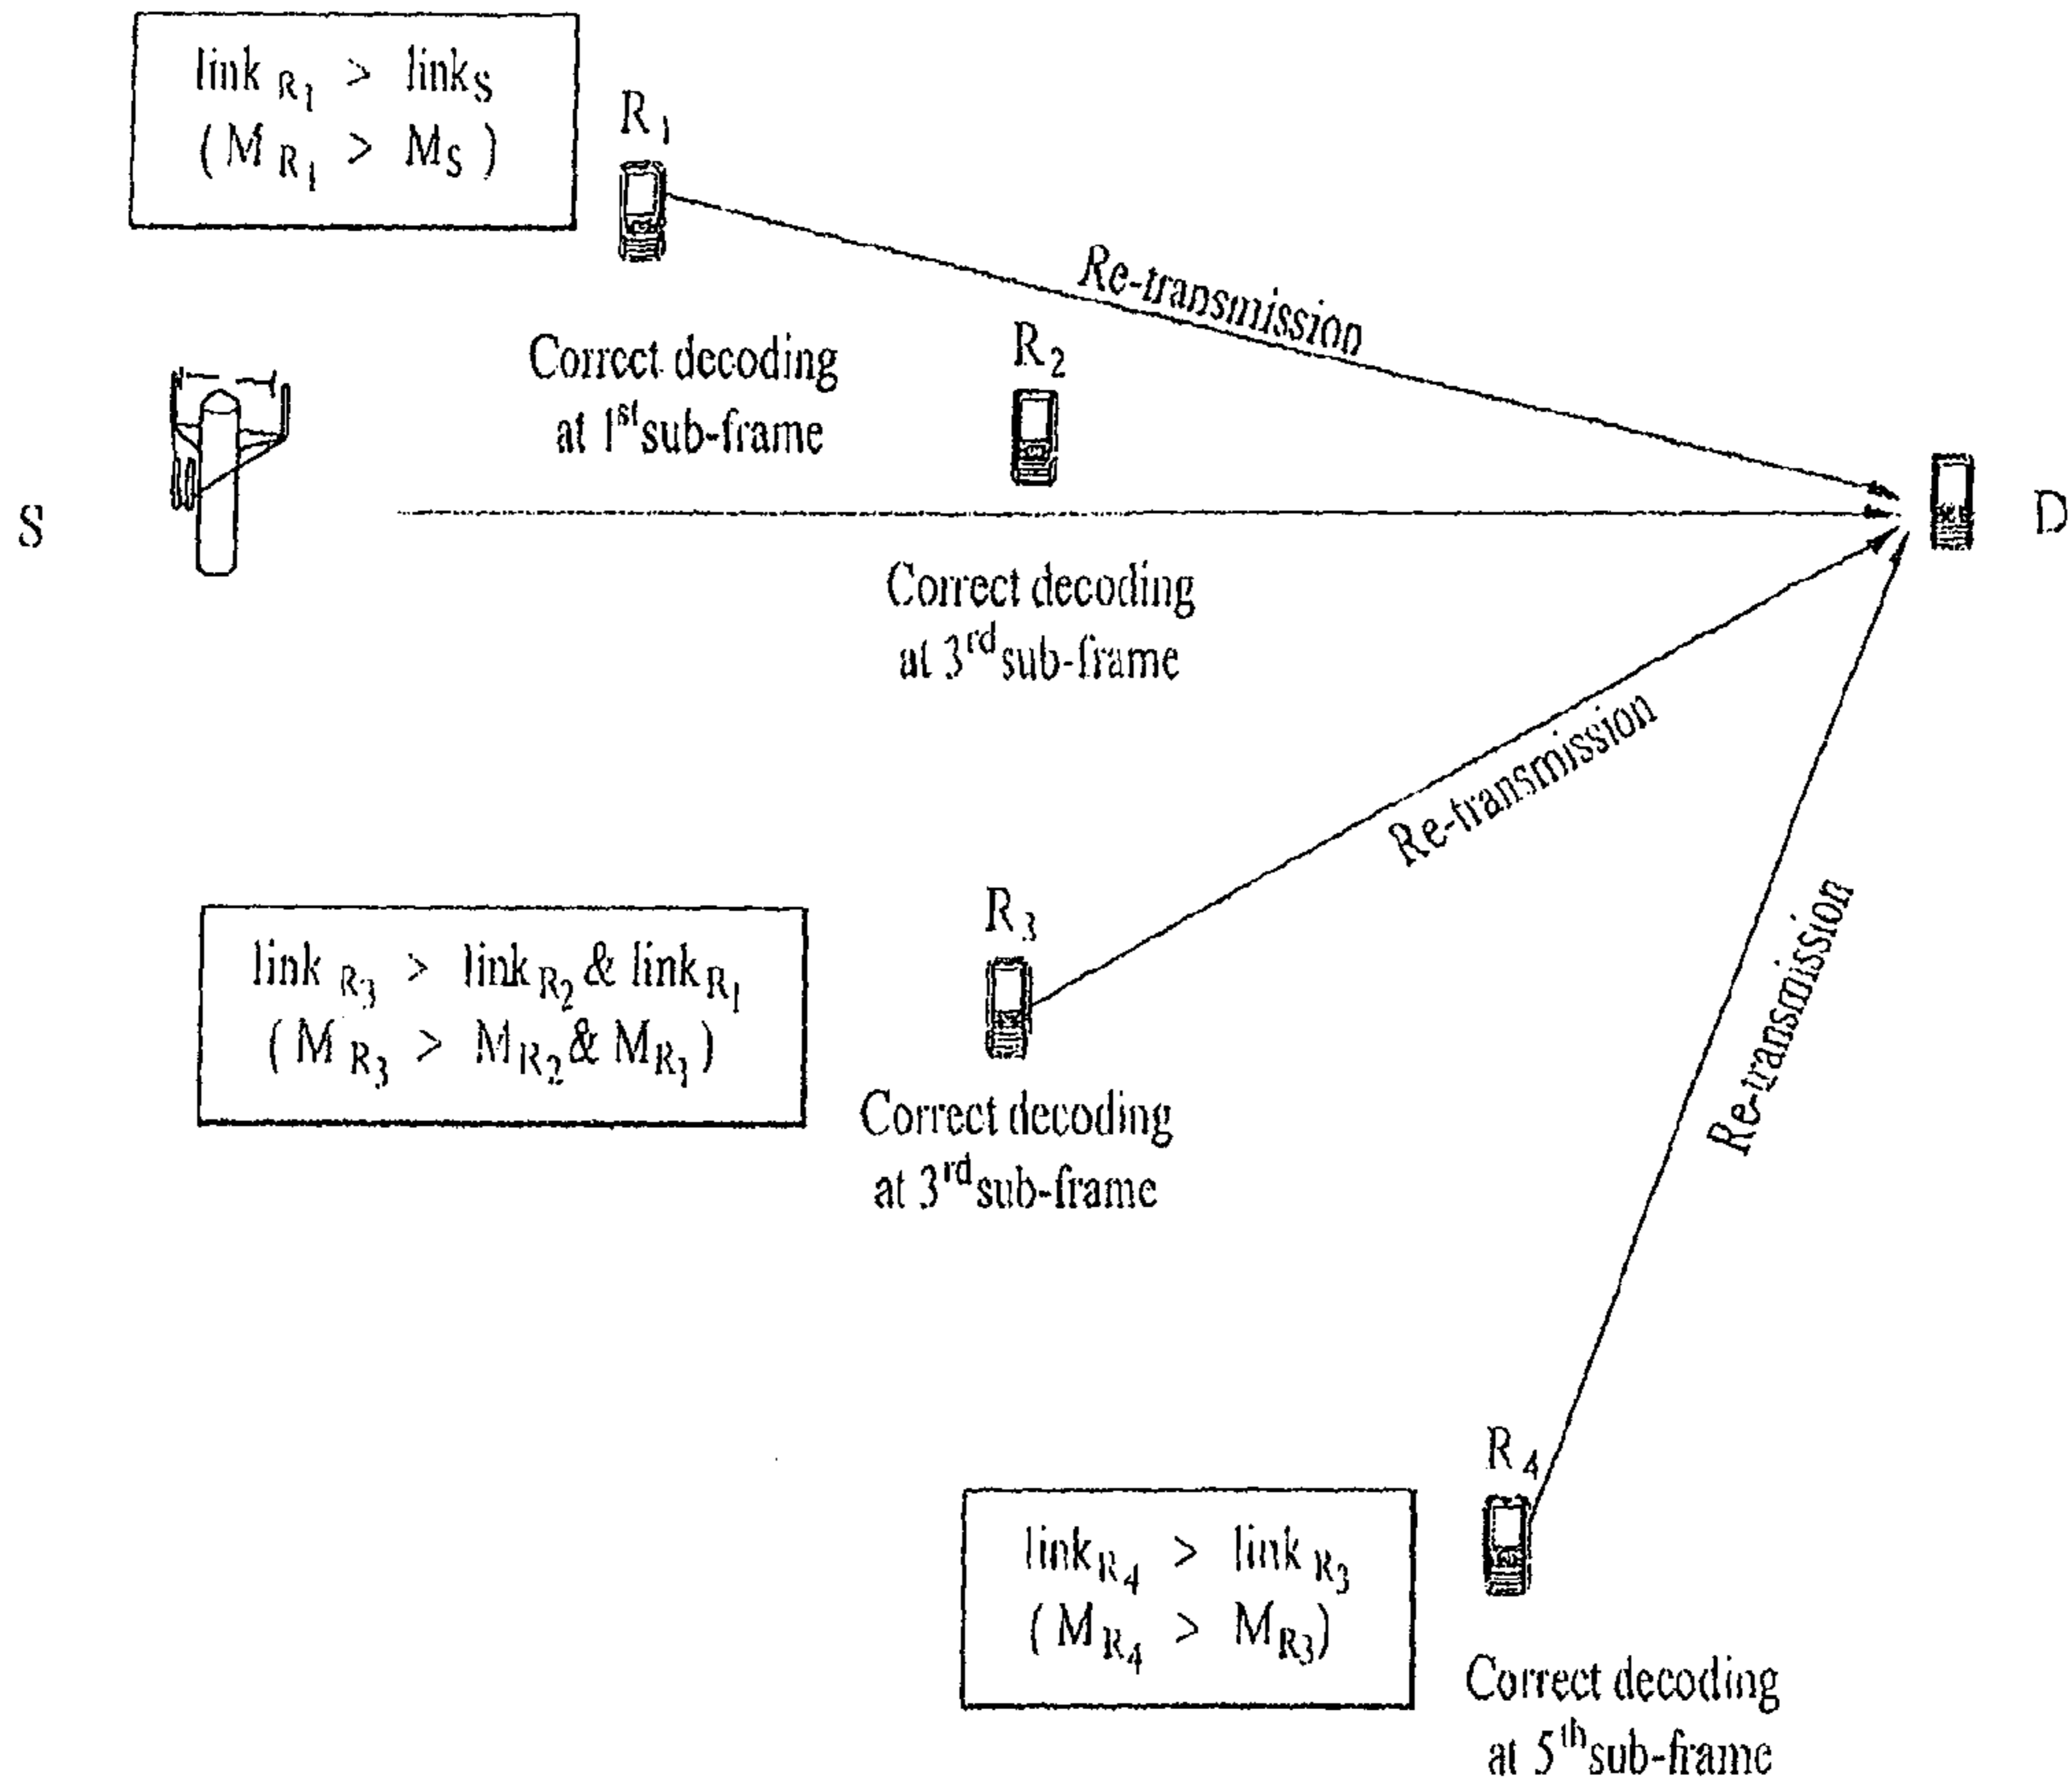 link R1 > linkS
( M R1 > MS )
R1
Re-transmission
Correct decoding
at 1st sub-frame
R2
S
D
Correct decoding
at 3rd sub-frame
Re-transmission
link R3 > link R2 & link R1
( M R3 > M R2 & M R1 )
R3
Correct decoding
at 3rd sub-frame
Re-transmission
link R4 > link R3
( M R4 > M R3 )
R4
Correct decoding
at 5th sub-frame